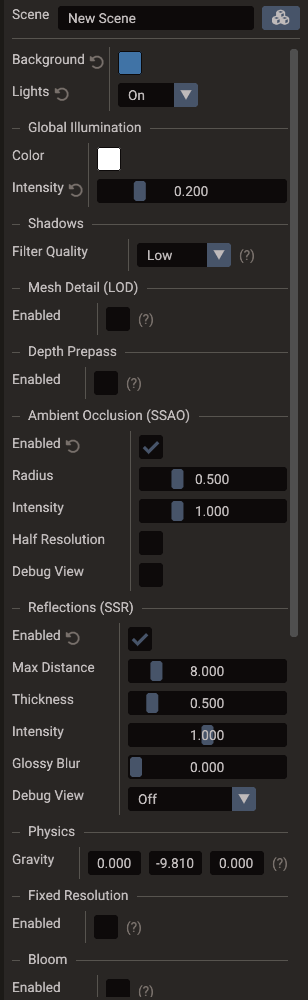 Scene New Scene
Background
Lights On
Global Illumination
Color
Intensity 0.200
Shadows
Filter Quality Low (?)
Mesh Detail (LOD)
Enabled (?)
Depth Prepass
Enabled (?)
Ambient Occlusion (SSAO)
Enabled
Radius 0.500
Intensity 1.000
Half Resolution
Debug View
Reflections (SSR)
Enabled
Max Distance 8.000
Thickness 0.500
Intensity 1.000
Glossy Blur 0.000
Debug View Off
Physics
Gravity 0.000 -9.810 0.000 (?)
Fixed Resolution
Enabled (?)
Bloom
Enabled (?)